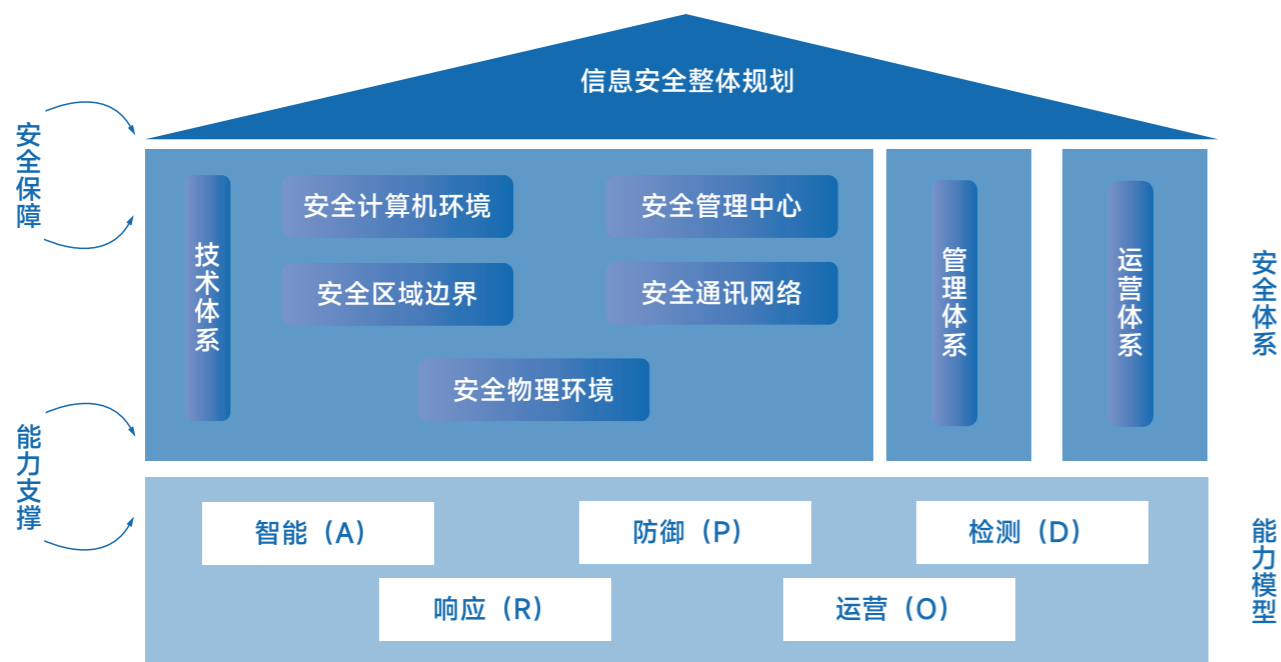 信息安全整体规划
安全保障
技术体系
安全计算机环境
安全管理中心
安全区域边界
安全通讯网络
安全物理环境
管理体系
运营体系
安全体系
能力支撑
智能（A）
防御（P）
检测（D）
响应（R）
运营（O）
能力模型